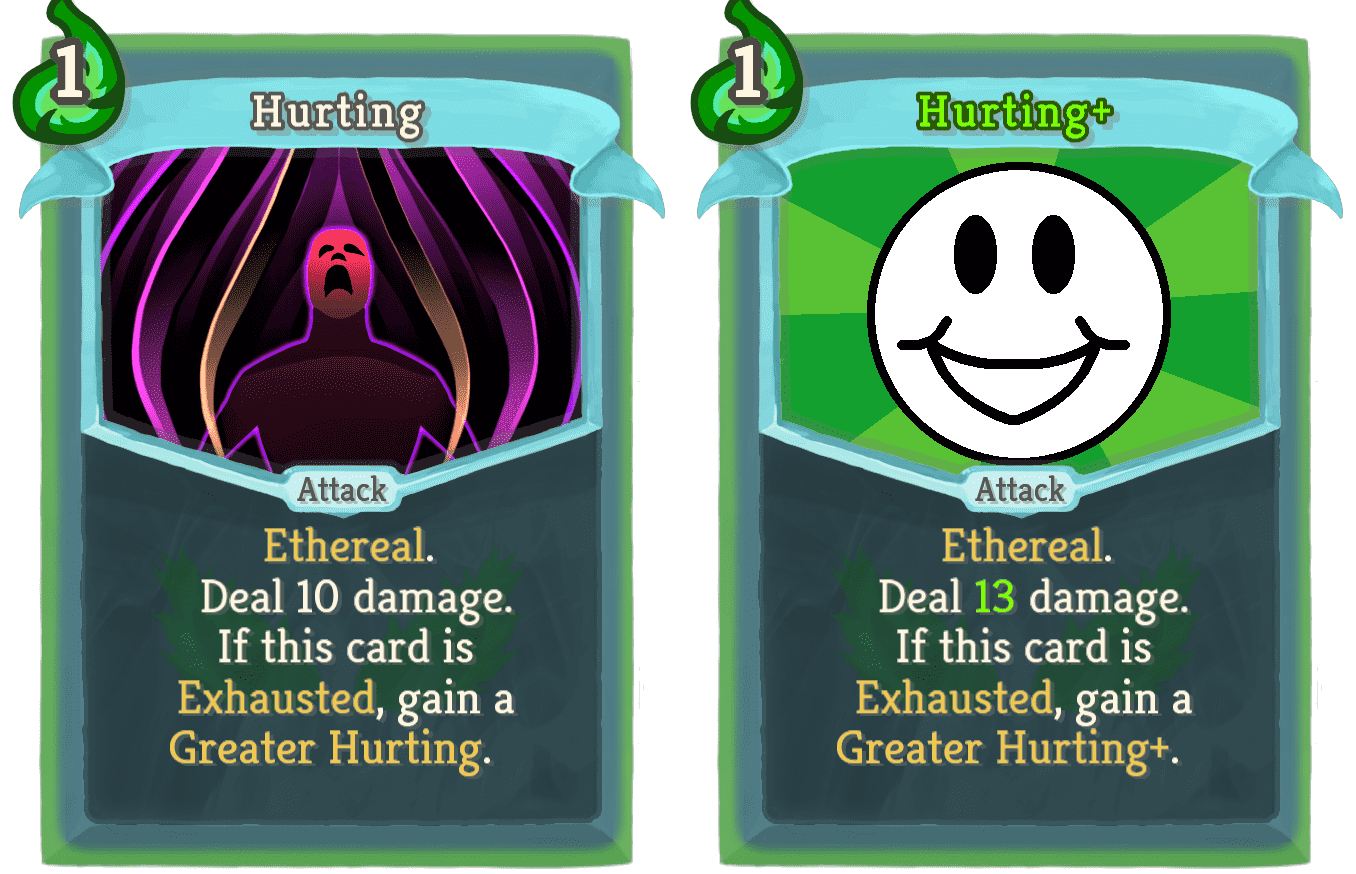 1
Hurting
Attack
Ethereal.
Deal 10 damage.
If this card is
Exhausted, gain a
Greater Hurting.
1
Hurting+
Attack
Ethereal.
Deal 13 damage.
If this card is
Exhausted, gain a
Greater Hurting+.